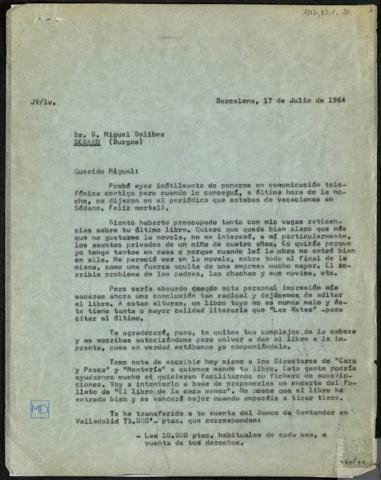 AMD,89,1,30
JV/lu.
Barcelona, 17 de Julio de 1964
Sr. D. Miguel Delibes
SEDANO (Burgos)
Querido Miguel:
Probé ayer inútilmente de ponerme en comunicación tele-
fónica contigo pero cuando lo conseguí, a última hora de la no-
che, me dijeron en el periódico que estabas de vacaciones en
Sédano. Feliz mortal!.
Siento haberte preocupado tanto con mis vagas reticen-
cias sobre tu último libro. Quiero que quede bien claro que más
que no gustarme la novela, no me interesó, a mí particularmente,
los asuntos privados de un niño de cuatro años. Es quizás porque
yo tengo tantos en casa o porque cuando leí la obra no entré bien
en ella. Me pareció ver en la novela, sobre todo al final de la
misma, como una fuerza oculta de una empresa mucho mayor. El te-
rrible problema de los padres, las chachas y sus novios, etc.
Pero sería absurdo desde esta personal impresión mía
sacaras ahora una conclusión tan radical y dejásemos de editar
el libro. A estas alturas, un libro tuyo no es nunca malo y és-
te tiene tanta o mayor calidad literaria que "Las Ratas" -para
citar el último.
Te agradeceré, pues, te quites tus complejos de la cabeza
y me escribas autorizándome para volver a dar el libro a la im-
prenta, pues en verdad estábamos ya componiéndolo.
Tomo nota de escribir hoy mismo a los Directores de "Caza
y Pesca" y "Montería" a quienes mandé tu libro. Esta gente podría
ayudarnos mucho si quisieran facilitarnos su fichero de suscrip-
ciones. Voy a intentarlo a base de proponerles un encarte del fo-
lleto de "El libro de la caza menor". Me parece que el libro ha
entrado bien y se venderá mejor cuando empecéis a tirar tiros.
Te he transferido a tu cuenta del Banco de Santander en
Valladolid 75.000'- ptas. que corresponden:
- Las 10.000 ptas. habituales de cada mes, a
cuenta de tus derechos.
MD